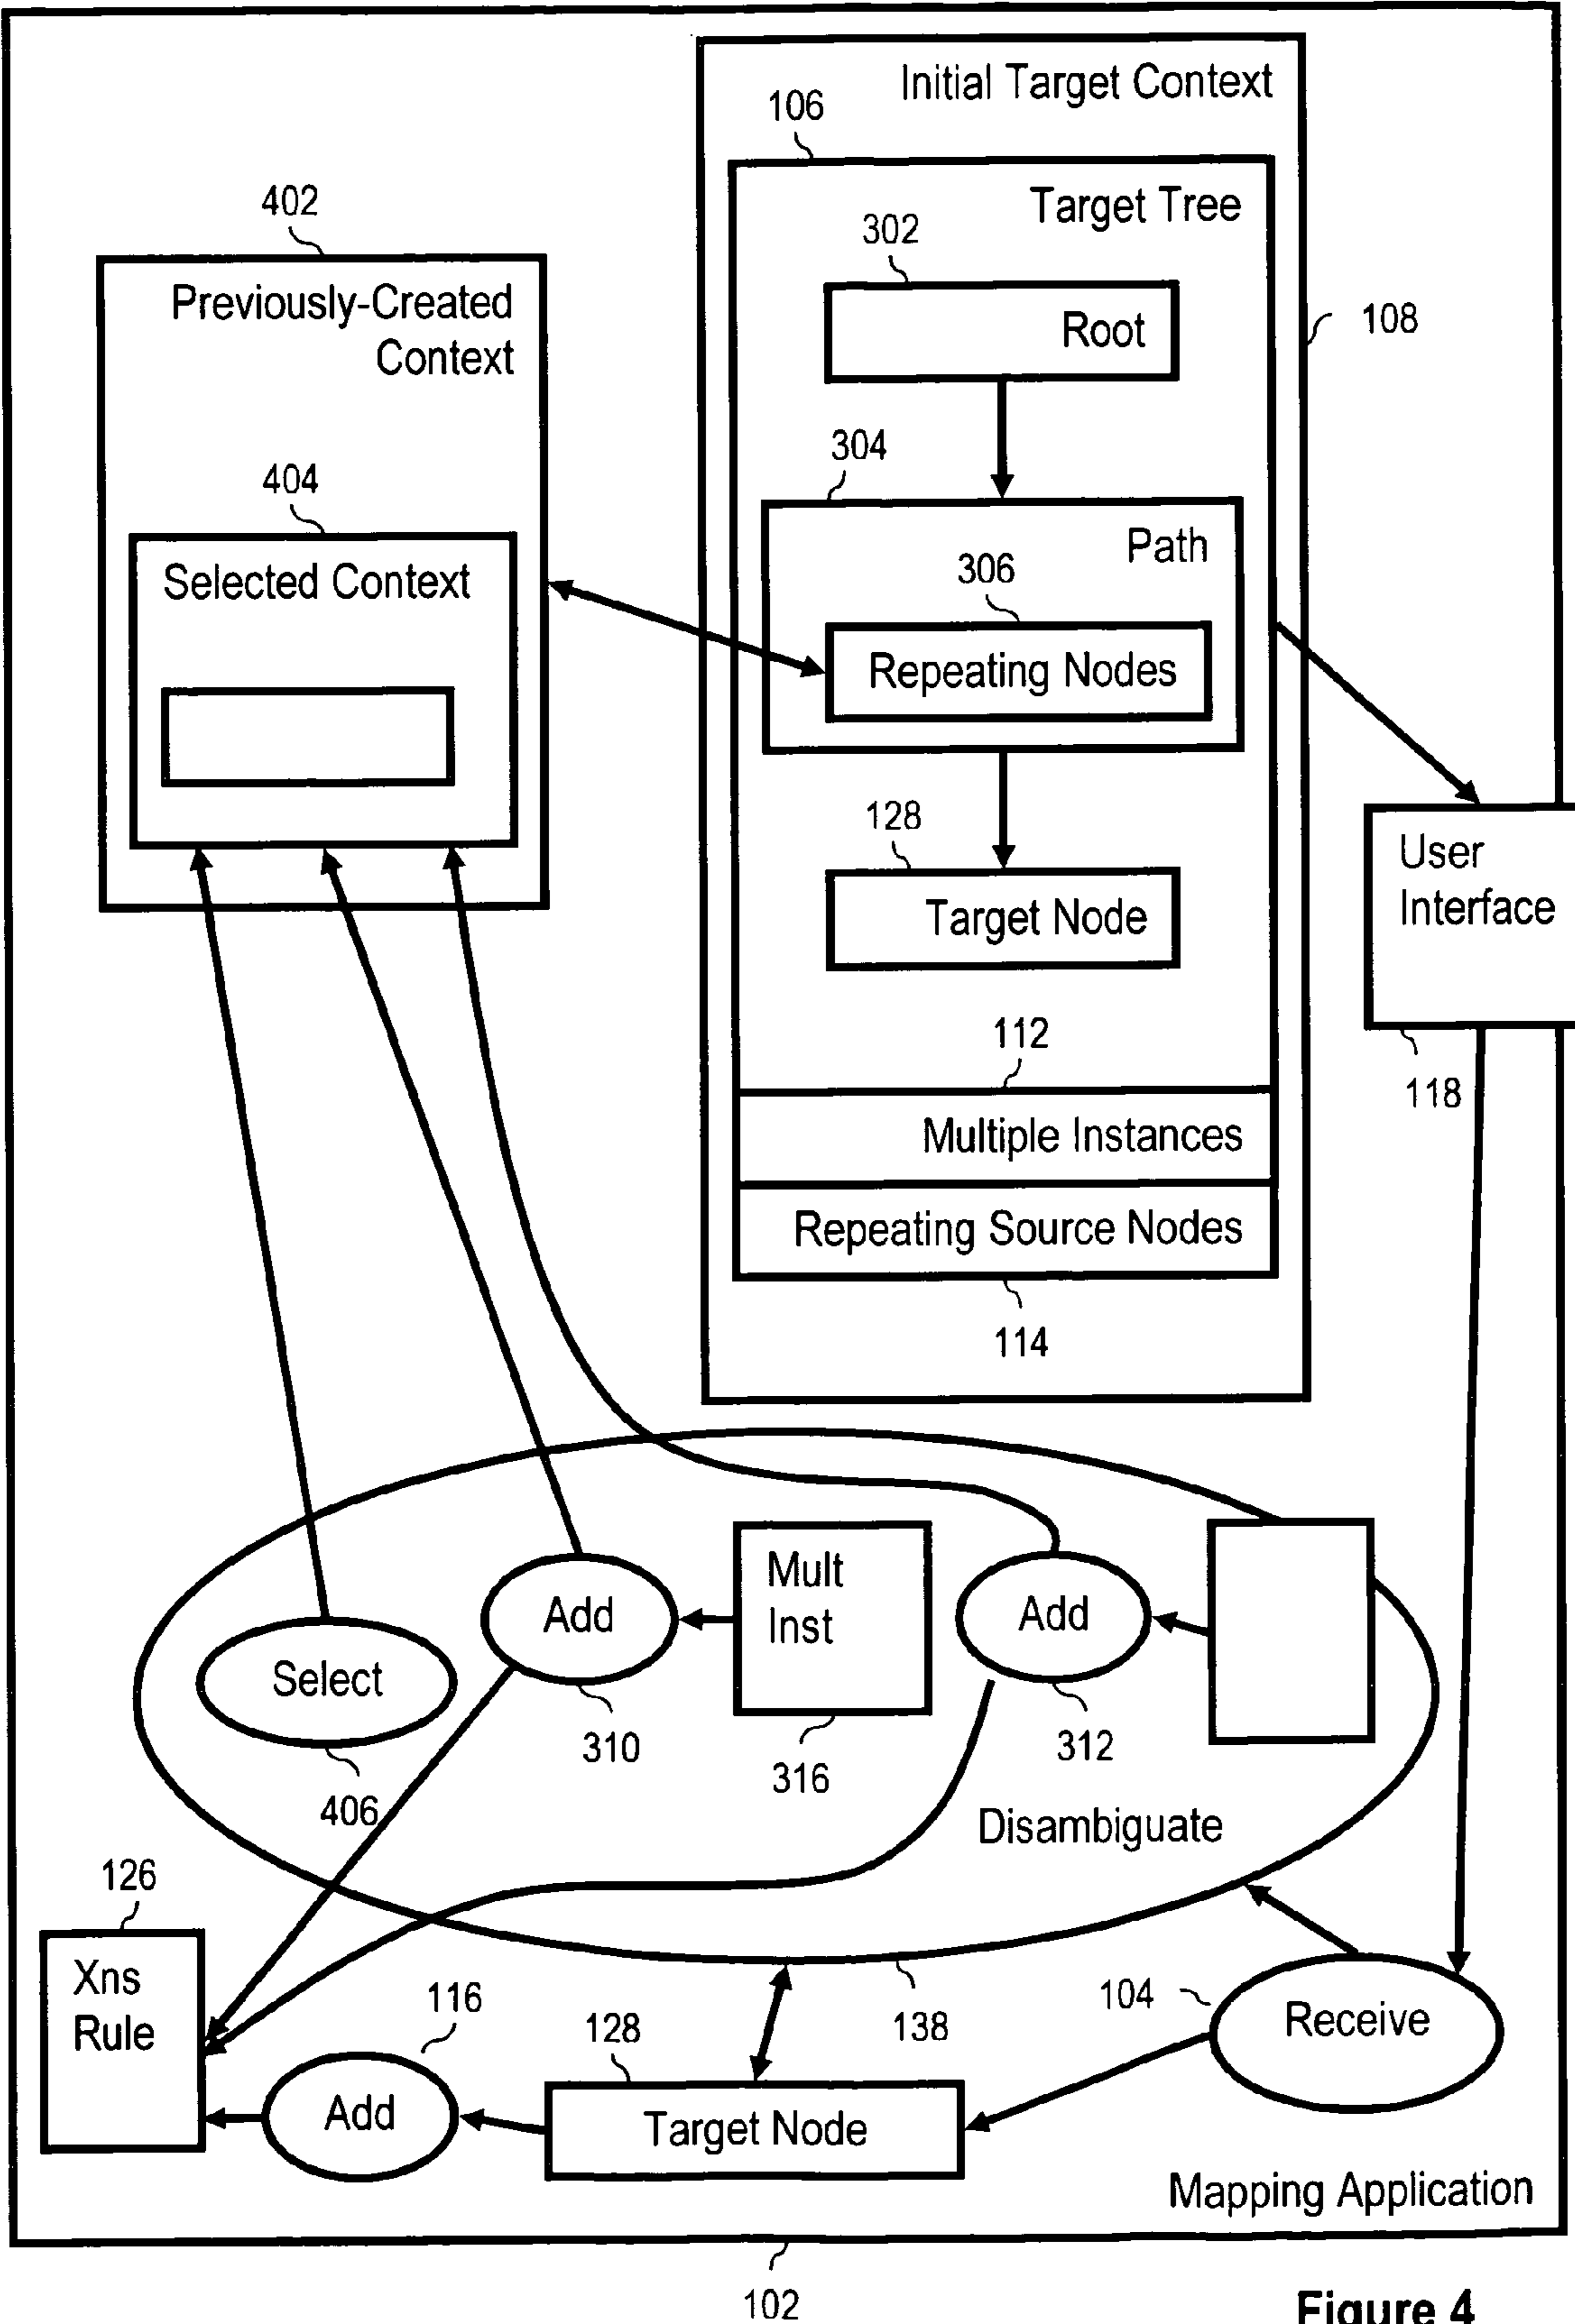 Initial Target Context
106
Target Tree
402
302
Previously-Created
Context
Root
108
304
404
Path
Selected Context
306
Repeating Nodes
128
User
Interface
Target Node
112
118
Multiple Instances
Repeating Source Nodes
114
Mult
Inst
Add
Add
Select
310
312
316
406
Disambiguate
126
Xns
Rule
116
104
Receive
128
138
Add
Target Node
Mapping Application
102
Figure 4